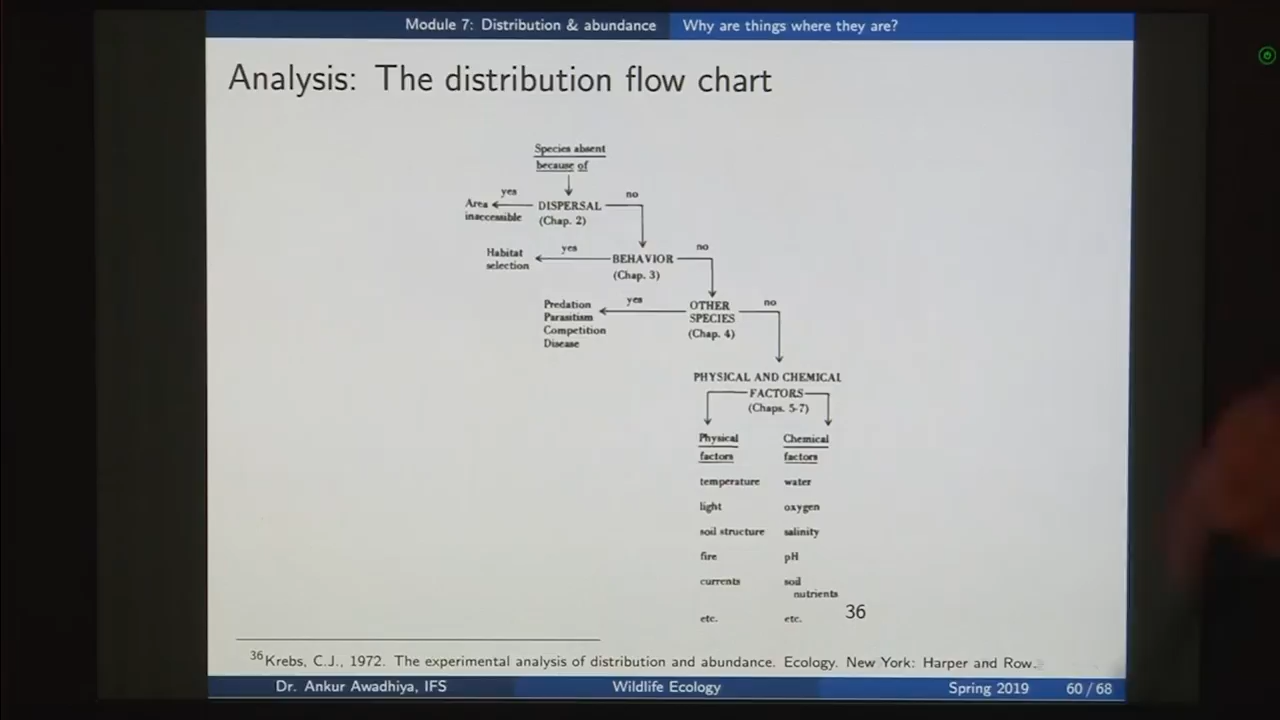 Module 7: Distribution & abundance Why are things where they are?
Analysis: The distribution flow chart
Species absent
because of
yes
no
Area
inaccessible
DISPERSAL
(Chap. 2)
yes
no
Habitat
selection
BEHAVIOR
(Chap. 3)
yes
no
Predation
Parasitism
Competition
Disease
OTHER
SPECIES
(Chap. 4)
PHYSICAL AND CHEMICAL
FACTORS
(Chaps. 5-7)
Physical
factors
temperature
light
soil structure
fire
currents
etc.
Chemical
factors
water
oxygen
salinity
pH
soil
nutrients
etc.
36
36Krebs, C.J., 1972. The experimental analysis of distribution and abundance. Ecology. New York: Harper and Row.
Dr. Ankur Awadhiya, IFS Wildlife Ecology Spring 2019 60 / 68